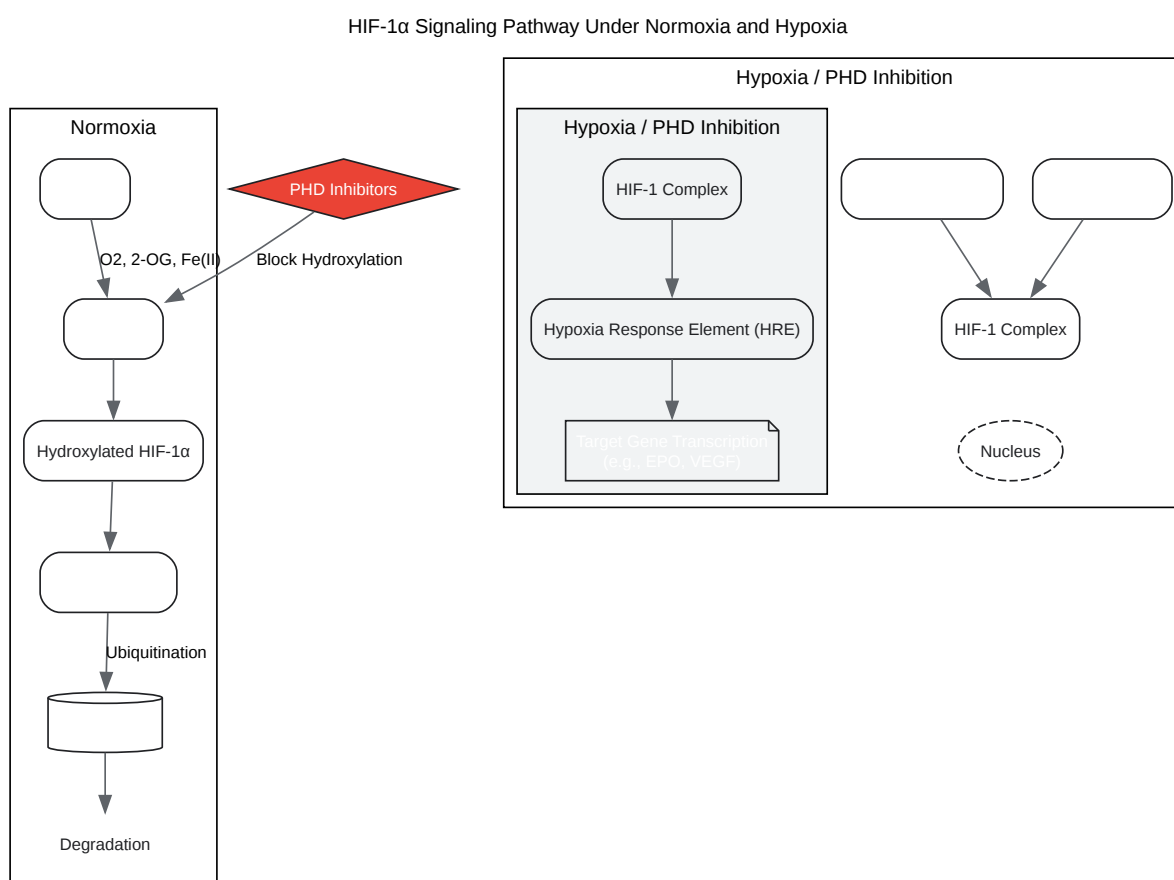 HIF-1α Signaling Pathway Under Normoxia and Hypoxia
Normoxia
O2, 2-OG, Fe(II)
Hydroxylated HIF-1α
Ubiquitination
Degradation
PHD Inhibitors
Block Hydroxylation
Hypoxia / PHD Inhibition
Hypoxia / PHD Inhibition
HIF-1 Complex
Hypoxia Response Element (HRE)
Target Gene Transcription
(e.g., EPO, VEGF)
HIF-1 Complex
Nucleus